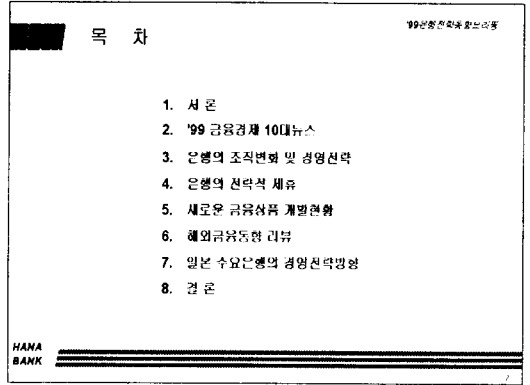 목 차
'99은행전략동향브리핑
1. 서 론
2. '99 금융경제 10대뉴스
3. 은행의 조직변화 및 경영전략
4. 은행의 전략적 제휴
5. 새로운 금융상품 개발현황
6. 해외금융동향 리뷰
7. 일본 주요은행의 경영전략방향
8. 결 론
HANA
BANK